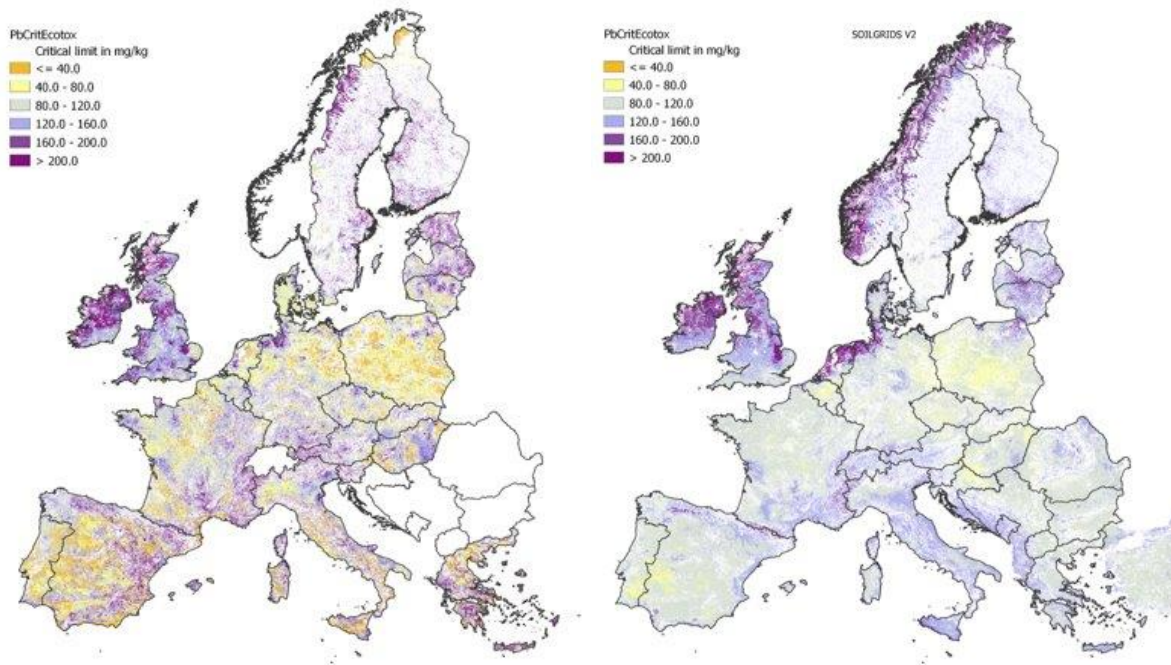 PbCritEcotox
Critical limit in mg/kg
<= 40.0
40.0 - 80.0
80.0 - 120.0
120.0 - 160.0
160.0 - 200.0
> 200.0
PbCritEcotox
SOILGRIDS V2
Critical limit in mg/kg
<= 40.0
40.0 - 80.0
80.0 - 120.0
120.0 - 160.0
160.0 - 200.0
> 200.0